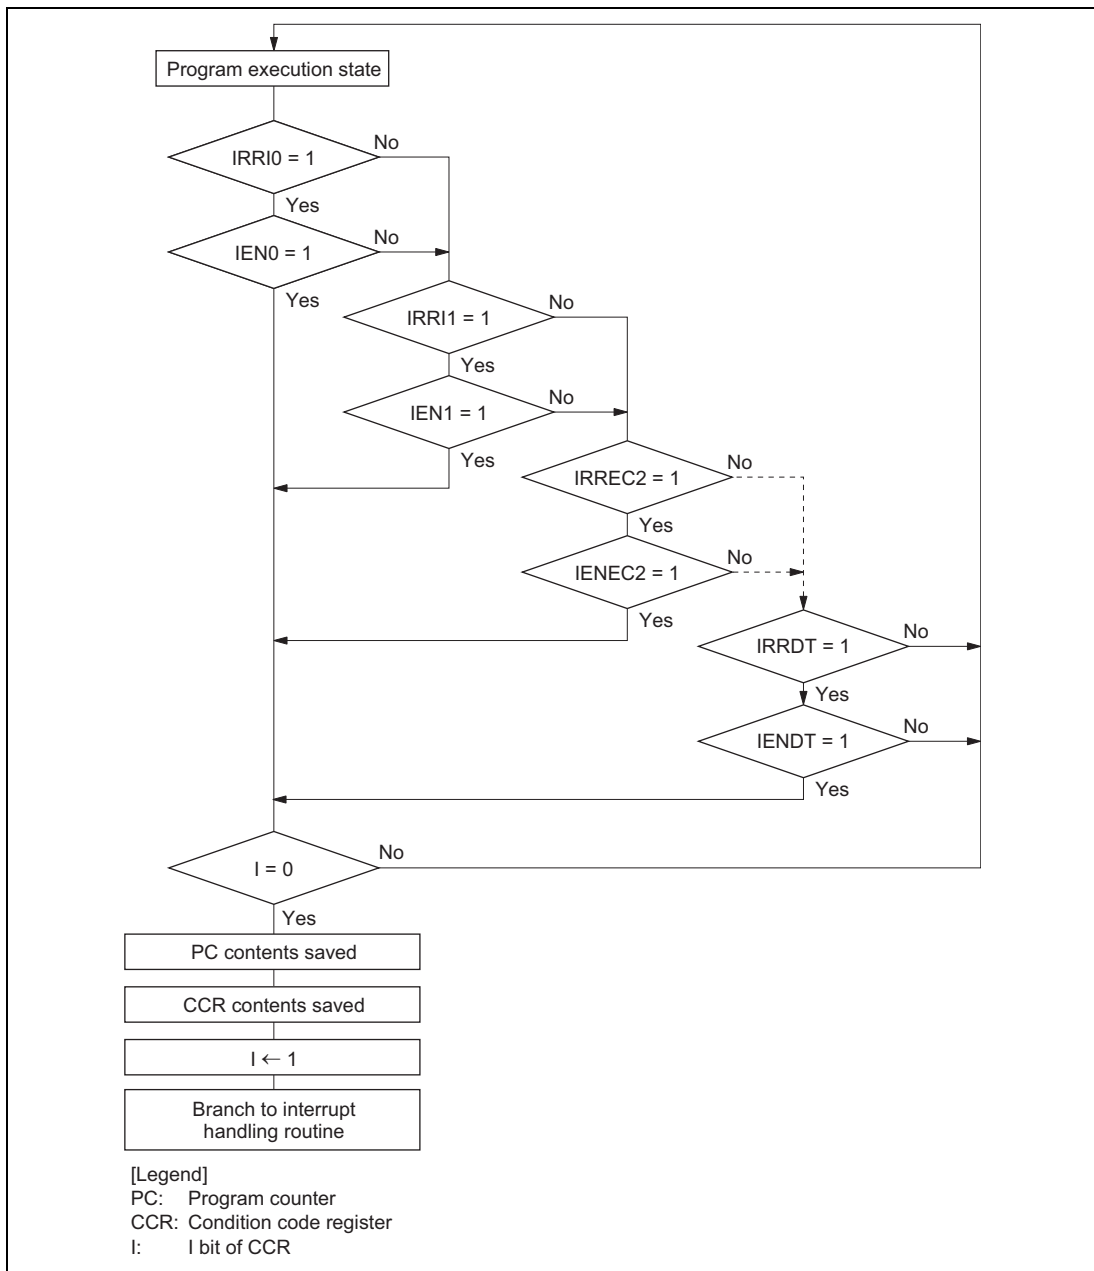 Program execution state
IRRI0 = 1
No
Yes
IEN0 = 1
No
Yes
IRRI1 = 1
No
Yes
IEN1 = 1
No
Yes
IRREC2 = 1
No
Yes
IENEC2 = 1
No
Yes
IRRDT = 1
No
Yes
IENDT = 1
No
Yes
I = 0
No
Yes
PC contents saved
CCR contents saved
I ← 1
Branch to interrupt
handling routine
[Legend]
PC: Program counter
CCR: Condition code register
I: I bit of CCR